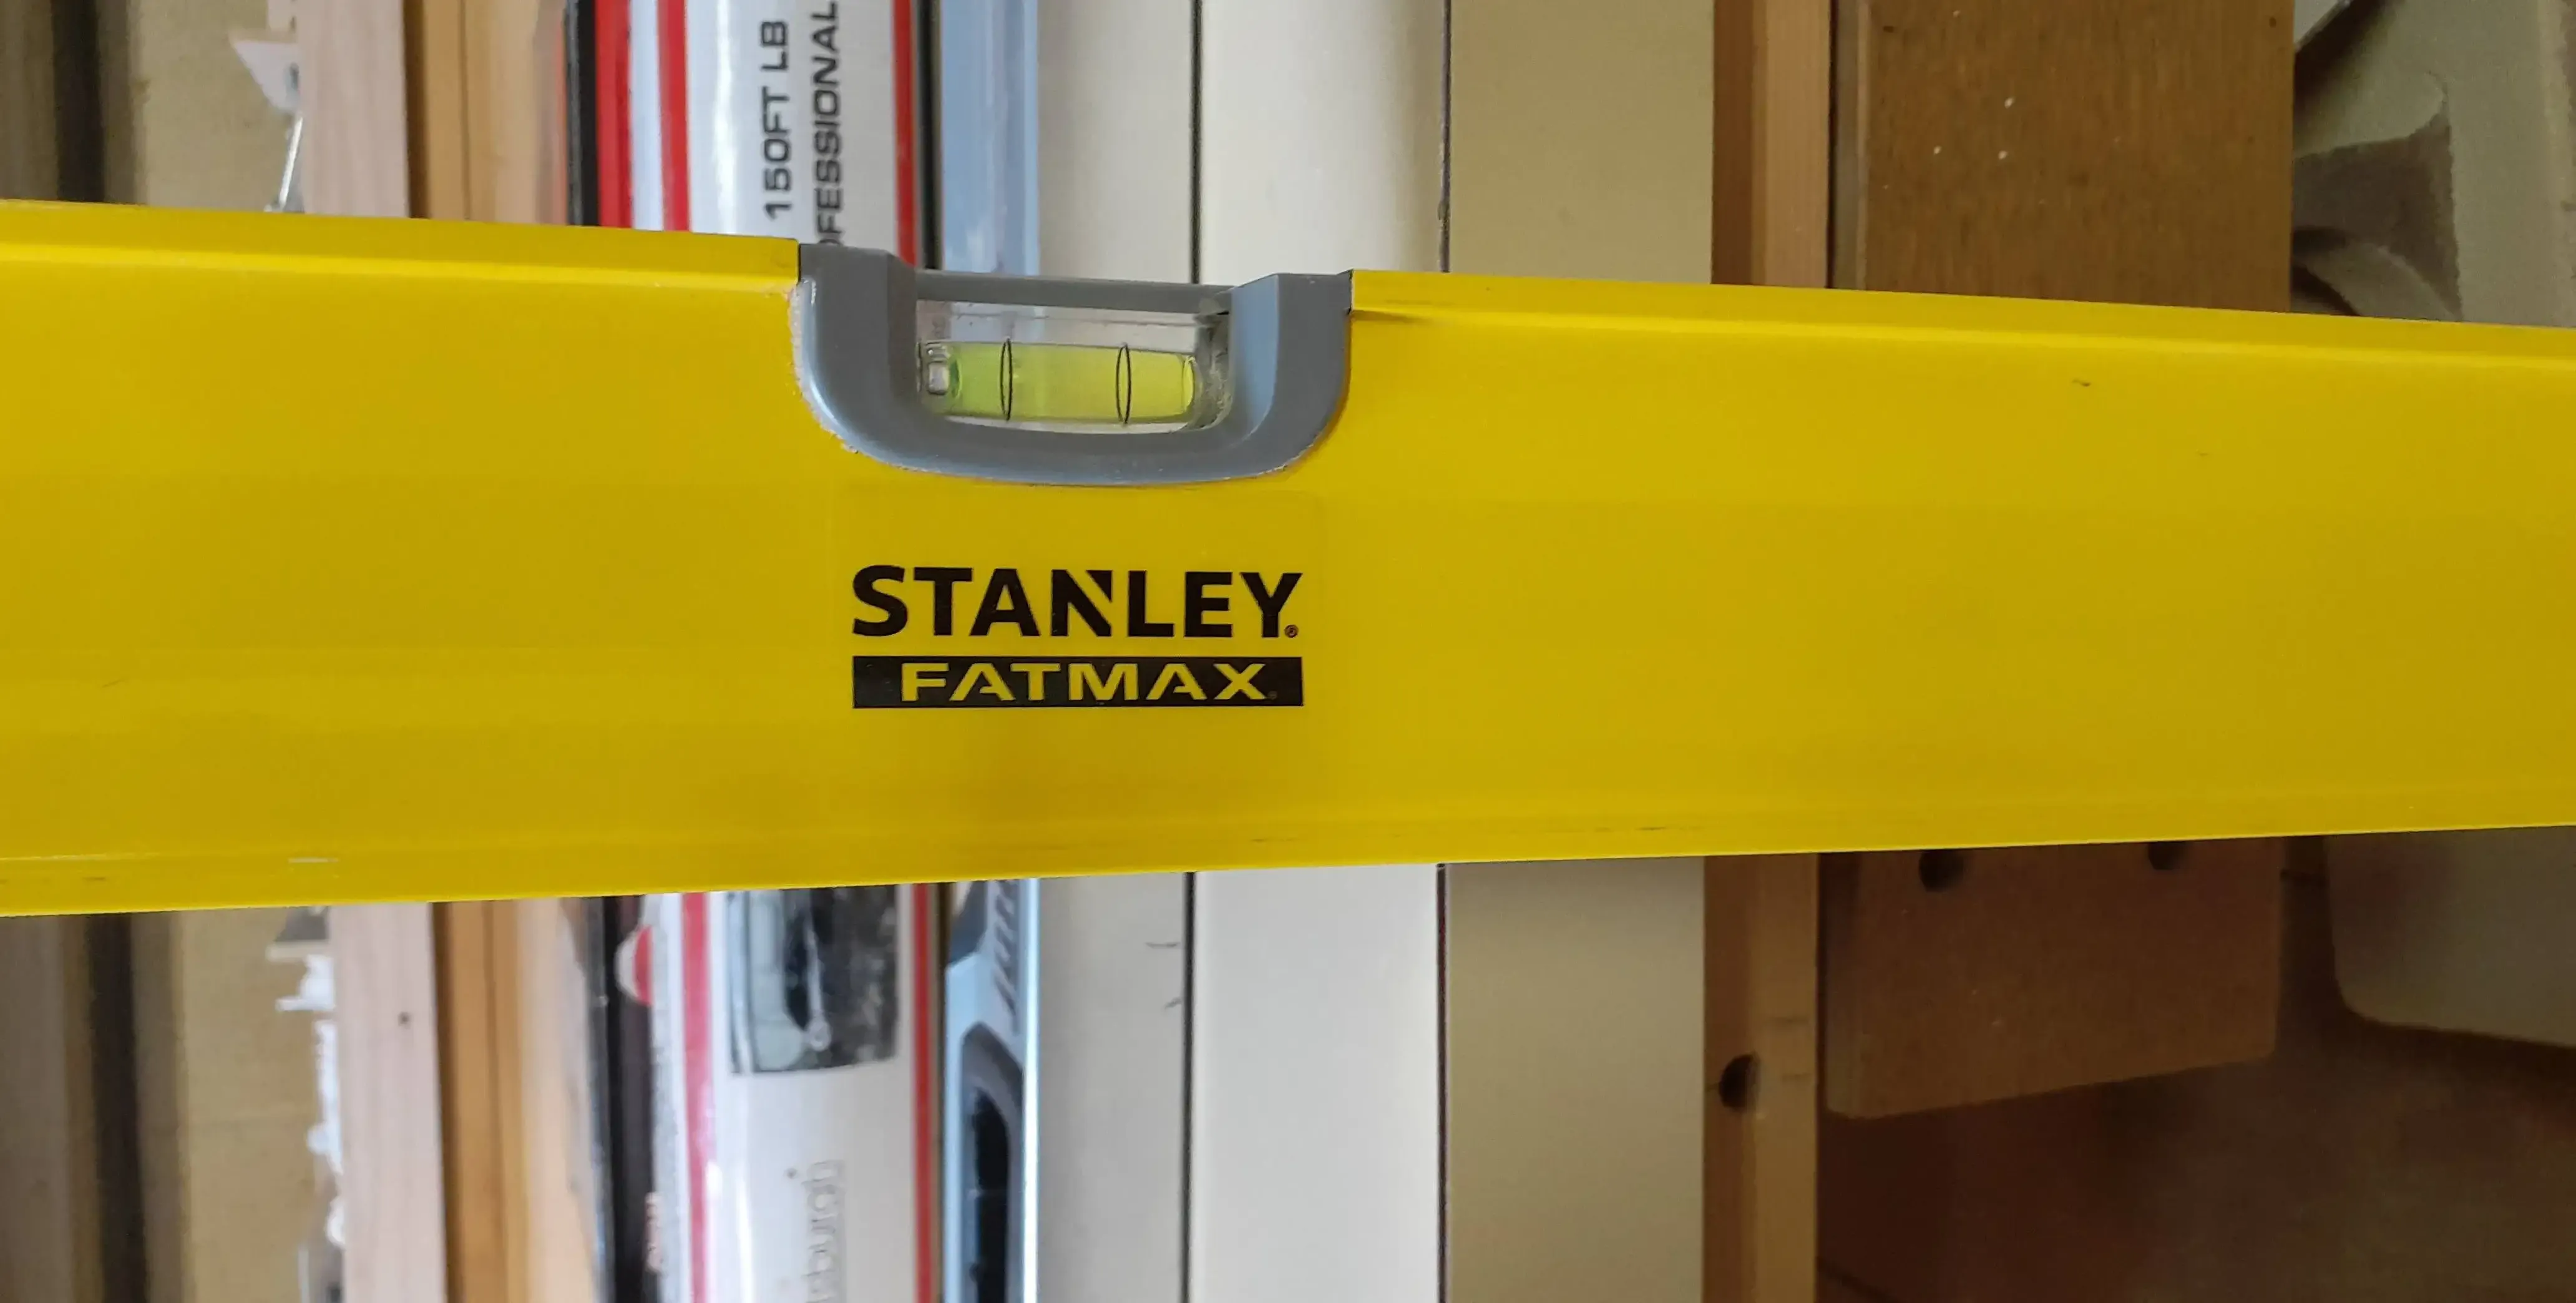 150FT LB
OFESSIONAL
STANLEY
FATMAX